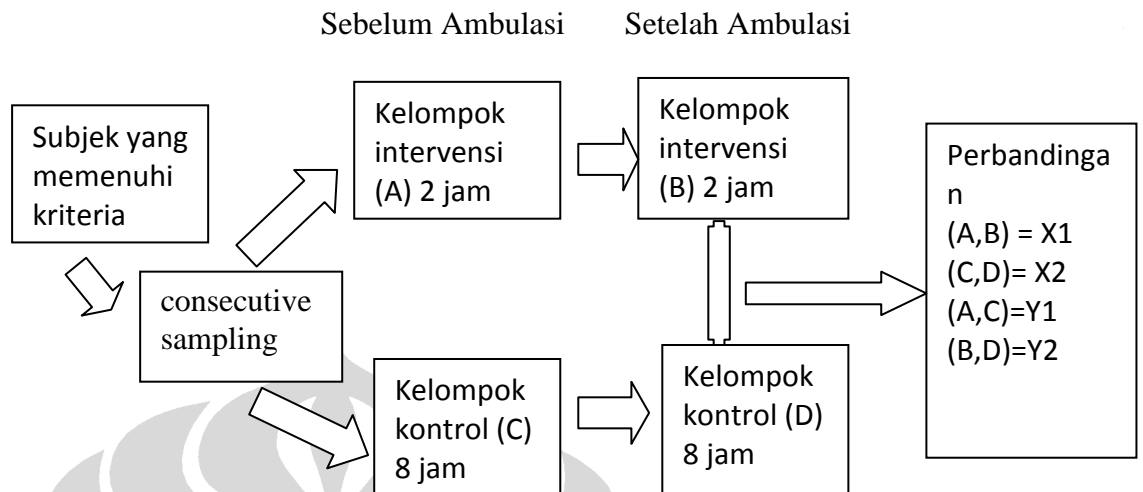 Sebelum Ambulasi Setelah Ambulasi
Subjek yang
memenuhi
kriteria
consecutive
sampling
Kelompok
intervensi
(A) 2 jam
Kelompok
intervensi
(B) 2 jam
Kelompok
kontrol (C)
8 jam
Kelompok
kontrol (D)
8 jam
Perbandinga
n
(A,B) = X1
(C,D)= X2
(A,C)=Y1
(B,D)=Y2